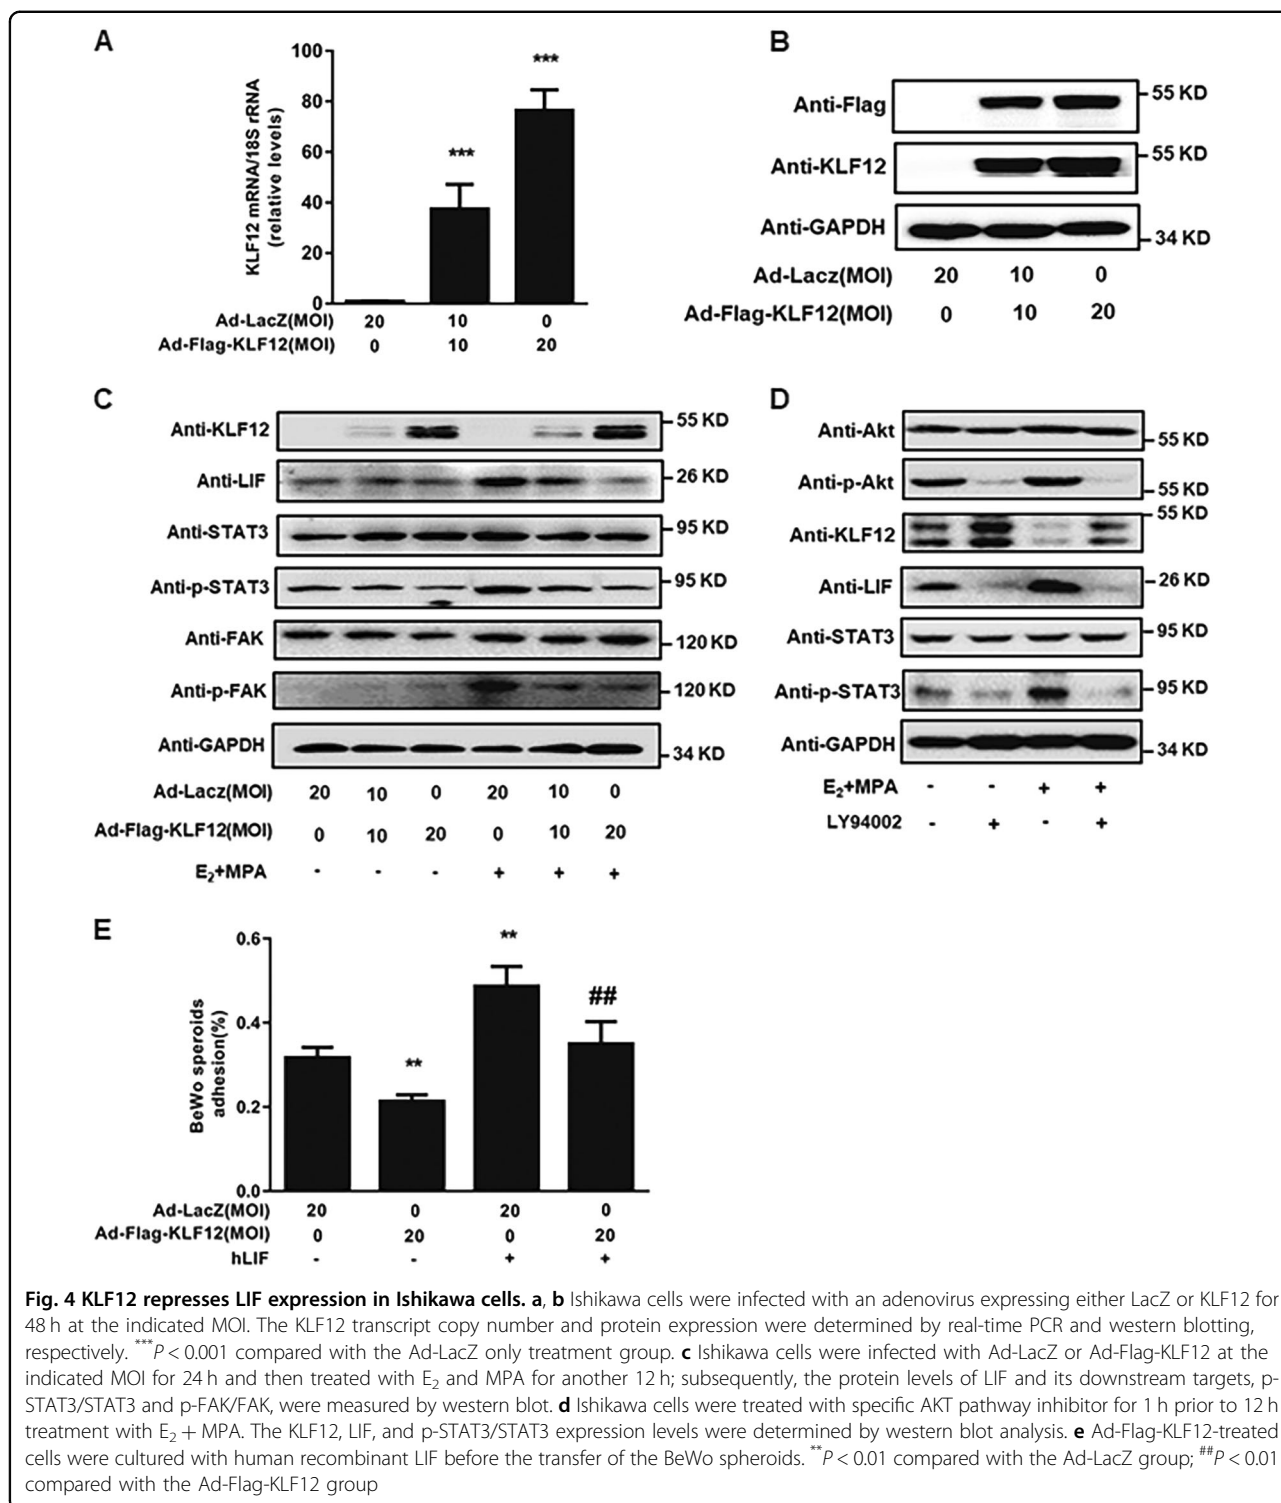 A
KLF12 mRNA/18S rRNA
(relative levels)
100
80
60
40
20
0
***
***
Ad-LacZ(MOI) 20 10 0
Ad-Flag-KLF12(MOI) 0 10 20
B
Anti-Flag 55 KD
Anti-KLF12 55 KD
Anti-GAPDH 34 KD
Ad-Lacz(MOI) 20 10 0
Ad-Flag-KLF12(MOI) 0 10 20
C
Anti-KLF12 55 KD
Anti-LIF 26 KD
Anti-STAT3 95 KD
Anti-p-STAT3 95 KD
Anti-FAK 120 KD
Anti-p-FAK 120 KD
Anti-GAPDH 34 KD
Ad-Lacz(MOI) 20 10 0 20 10 0
Ad-Flag-KLF12(MOI) 0 10 20 0 10 20
E₂+MPA - - - + + +
D
Anti-Akt 55 KD
Anti-p-Akt 55 KD
Anti-KLF12 55 KD
Anti-LIF 26 KD
Anti-STAT3 95 KD
Anti-p-STAT3 95 KD
Anti-GAPDH 34 KD
E₂+MPA - - + +
LY94002 - + - +
E
BeWo speroids
adhesion(%)
0.6
0.4
0.2
0.0
**
**
##
Ad-LacZ(MOI) 20 0 20 0
Ad-Flag-KLF12(MOI) 0 20 0 20
hLIF - - + +
Fig. 4 KLF12 represses LIF expression in Ishikawa cells. a, b Ishikawa cells were infected with an adenovirus expressing either LacZ or KLF12 for
48 h at the indicated MOI. The KLF12 transcript copy number and protein expression were determined by real-time PCR and western blotting,
respectively. ***P < 0.001 compared with the Ad-LacZ only treatment group. c Ishikawa cells were infected with Ad-LacZ or Ad-Flag-KLF12 at the
indicated MOI for 24 h and then treated with E₂ and MPA for another 12 h; subsequently, the protein levels of LIF and its downstream targets, p-
STAT3/STAT3 and p-FAK/FAK, were measured by western blot. d Ishikawa cells were treated with specific AKT pathway inhibitor for 1 h prior to 12 h
treatment with E₂ + MPA. The KLF12, LIF, and p-STAT3/STAT3 expression levels were determined by western blot analysis. e Ad-Flag-KLF12-treated
cells were cultured with human recombinant LIF before the transfer of the BeWo spheroids. **P < 0.01 compared with the Ad-LacZ group; ##P < 0.01
compared with the Ad-Flag-KLF12 group